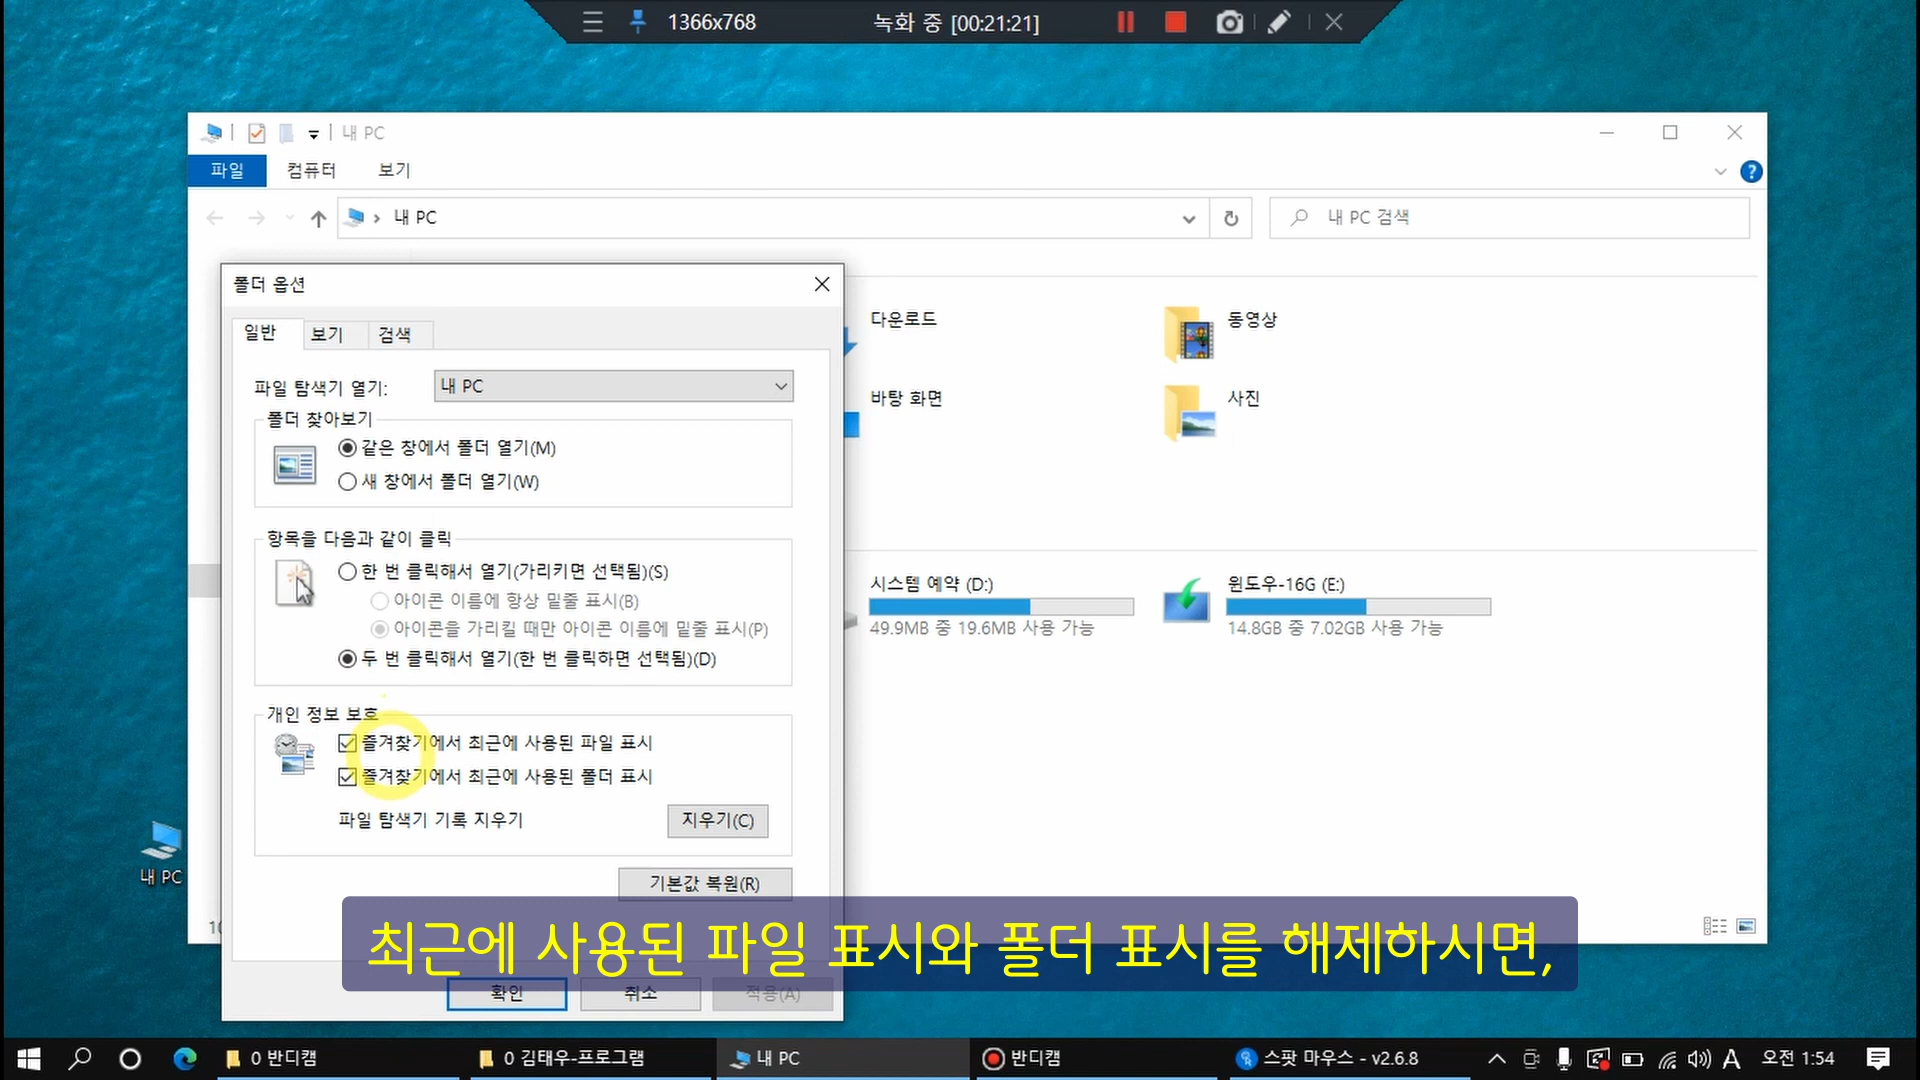 1366x768
녹화 중 [00:21:21]
내 PC
파일
컴퓨터
보기
내 PC
내 PC 검색
폴더 옵션
일반
보기
검색
파일 탐색기 열기:
내 PC
폴더 찾아보기
같은 창에서 폴더 열기(M)
새 창에서 폴더 열기(W)
항목을 다음과 같이 클릭
한 번 클릭해서 열기(가리키면 선택됨)(S)
아이콘 이름에 항상 밑줄 표시(B)
아이콘을 가리킬 때만 아이콘 이름에 밑줄 표시(P)
두 번 클릭해서 열기(한 번 클릭하면 선택됨)(D)
개인 정보 보호
즐겨찾기에서 최근에 사용된 파일 표시
즐겨찾기에서 최근에 사용된 폴더 표시
파일 탐색기 기록 지우기
지우기(C)
기본값 복원(R)
확인
취소
적용(A)
다운로드
동영상
바탕 화면
사진
시스템 예약 (D:)
49.9MB 중 19.6MB 사용 가능
윈도우-16G (E:)
14.8GB 중 7.02GB 사용 가능
내 PC
최근에 사용된 파일 표시와 폴더 표시를 해제하시면,
0 반디캠
0 김태우-프로그램
내 PC
반디캠
스팟 마우스 - v2.6.8
A
오전 1:54